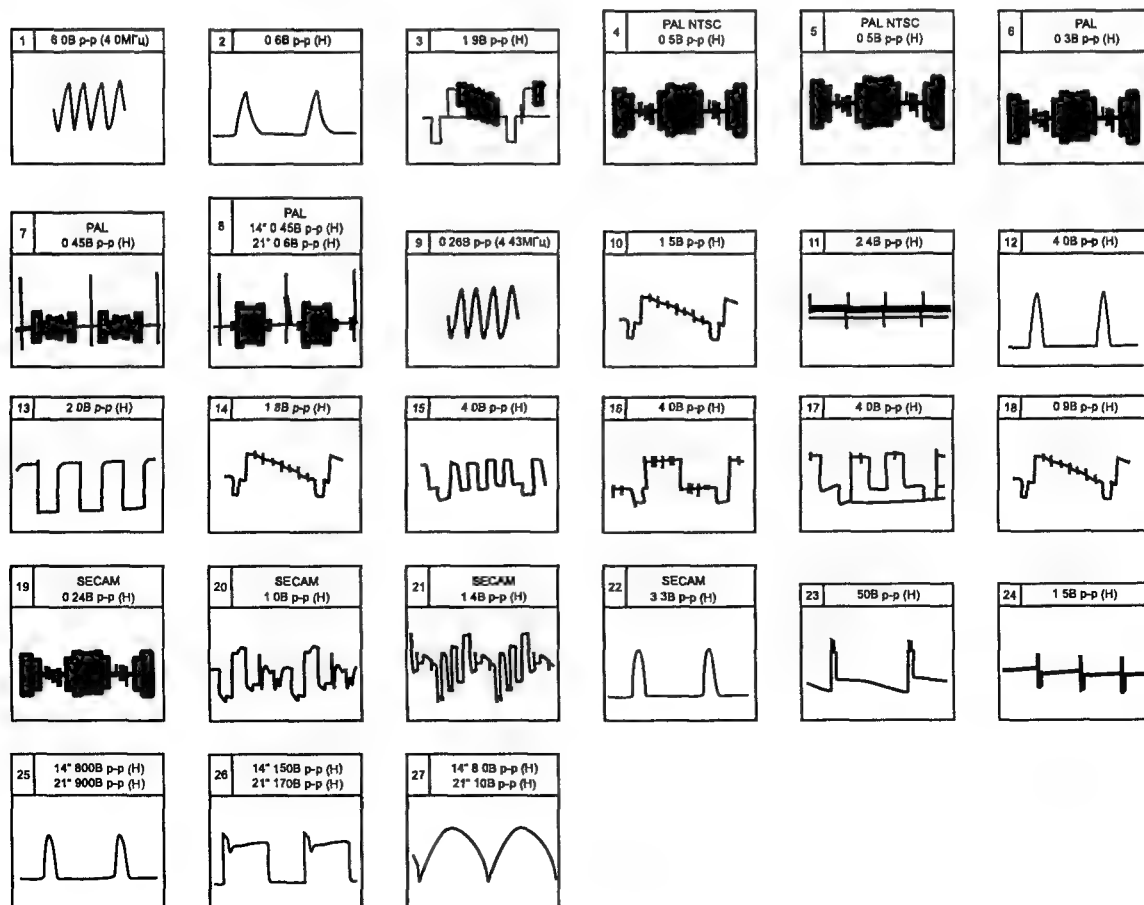 1 6 0В р-р (4 0МГц)
2 0 6В р-р (Н)
3 1 9В р-р (Н)
4 PAL NTSC
0 5В р-р (Н)
5 PAL NTSC
0 5В р-р (Н)
6 PAL
0 3В р-р (Н)
7 PAL
0 45В р-р (Н)
8 PAL
14" 0 45В р-р (Н)
21" 0 6В р-р (Н)
9 0 26В р-р (4 43МГц)
10 1 5В р-р (Н)
11 2 4В р-р (Н)
12 4 0В р-р (Н)
13 2 0В р-р (Н)
14 1 8В р-р (Н)
15 4 0В р-р (Н)
16 4 0В р-р (Н)
17 4 0В р-р (Н)
18 0 9В р-р (Н)
19 SECAM
0 24В р-р (Н)
20 SECAM
1 0В р-р (Н)
21 SECAM
1 4В р-р (Н)
22 SECAM
3 3В р-р (Н)
23 50В р-р (Н)
24 1 5В р-р (Н)
25 14" 800В р-р (Н)
21" 900В р-р (Н)
26 14" 150В р-р (Н)
21" 170В р-р (Н)
27 14" 8 0В р-р (Н)
21" 10В р-р (Н)